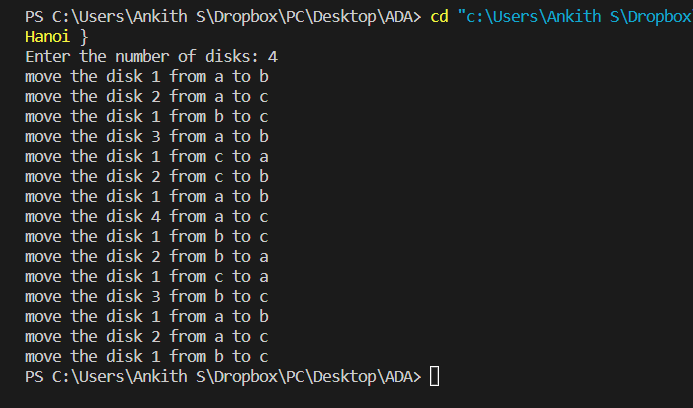 PS C:\Users\Ankith S\Dropbox\PC\Desktop\ADA> cd "c:\Users\Ankith S\Dropbox\
Hanoi }
Enter the number of disks: 4
move the disk 1 from a to b
move the disk 2 from a to c
move the disk 1 from b to c
move the disk 3 from a to b
move the disk 1 from c to a
move the disk 2 from c to b
move the disk 1 from a to b
move the disk 4 from a to c
move the disk 1 from b to c
move the disk 2 from b to a
move the disk 1 from c to a
move the disk 3 from b to c
move the disk 1 from a to b
move the disk 2 from a to c
move the disk 1 from b to c
PS C:\Users\Ankith S\Dropbox\PC\Desktop\ADA>